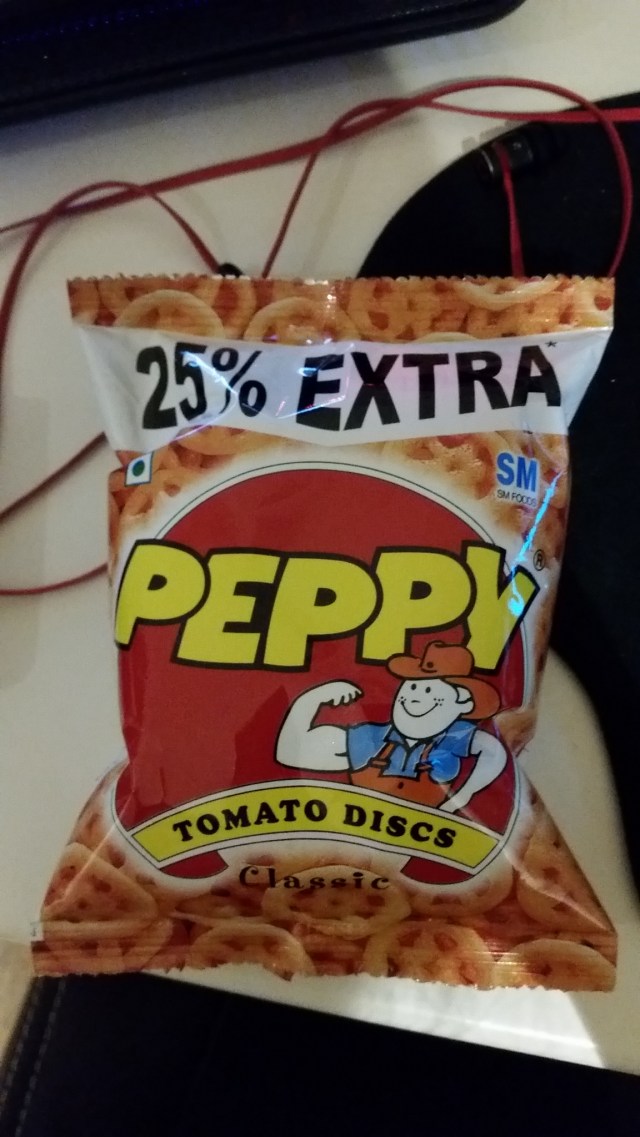 25% EXTRA*
SM
SM FOODS
PEPPY®
TOMATO DISCS
Classic